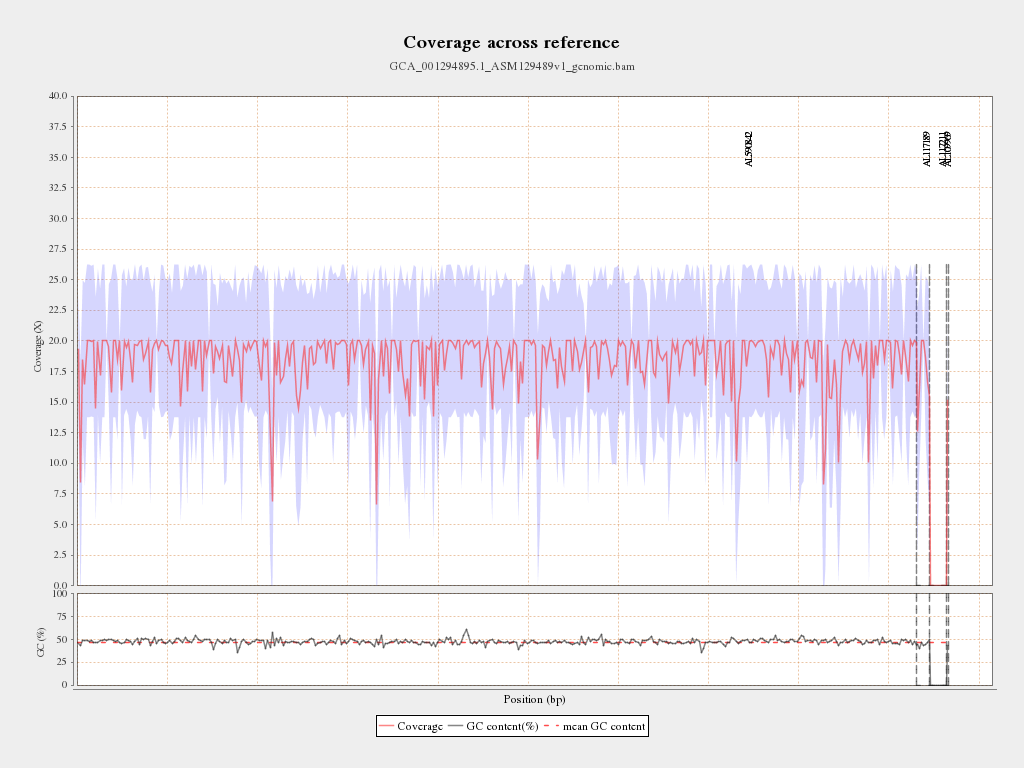 Coverage across reference
GCA_001294895.1_ASM129489v1_genomic.bam
40.0
37.5
35.0
32.5
30.0
27.5
25.0
22.5
20.0
17.5
15.0
12.5
10.0
7.5
5.0
2.5
0.0
Coverage (X)
AL590842
AL117189
AL117211
AL109969
100
75
50
25
0
GC (%)
Position (bp)
Coverage GC content(%) mean GC content